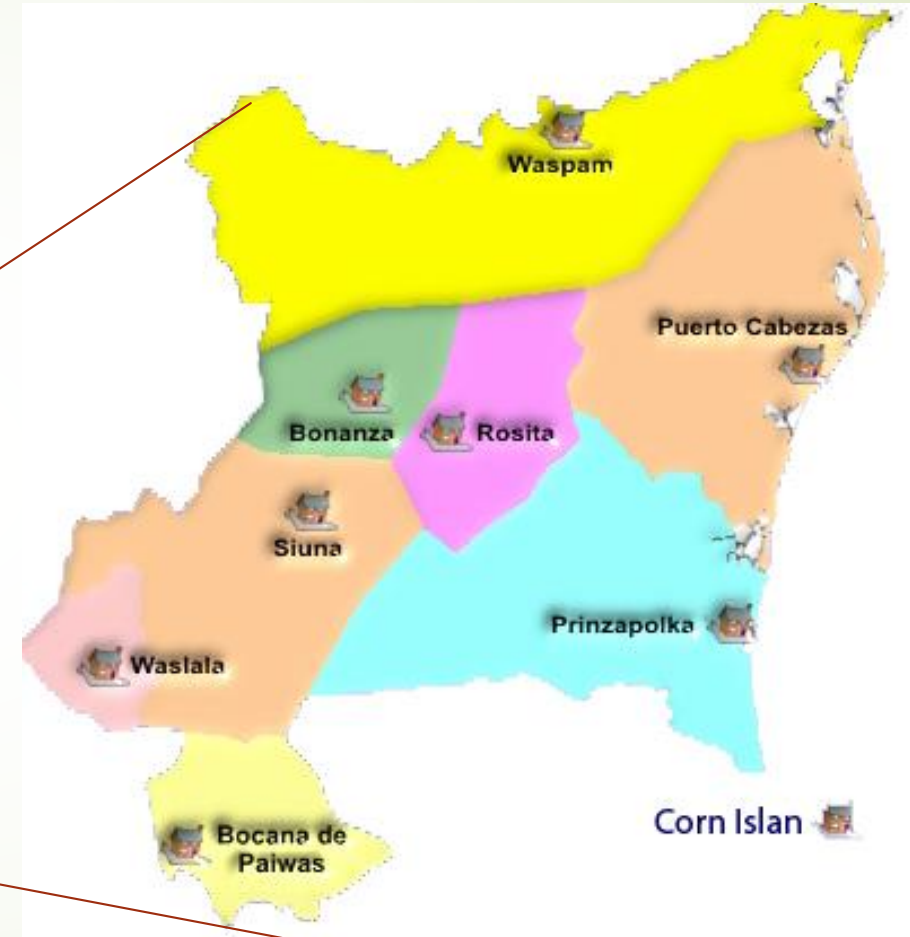 Waspam
Puerto Cabezas
Bonanza
Rosita
Siuna
Prinzapolka
Waslala
Corn Islan
Bocana de
Paiwas